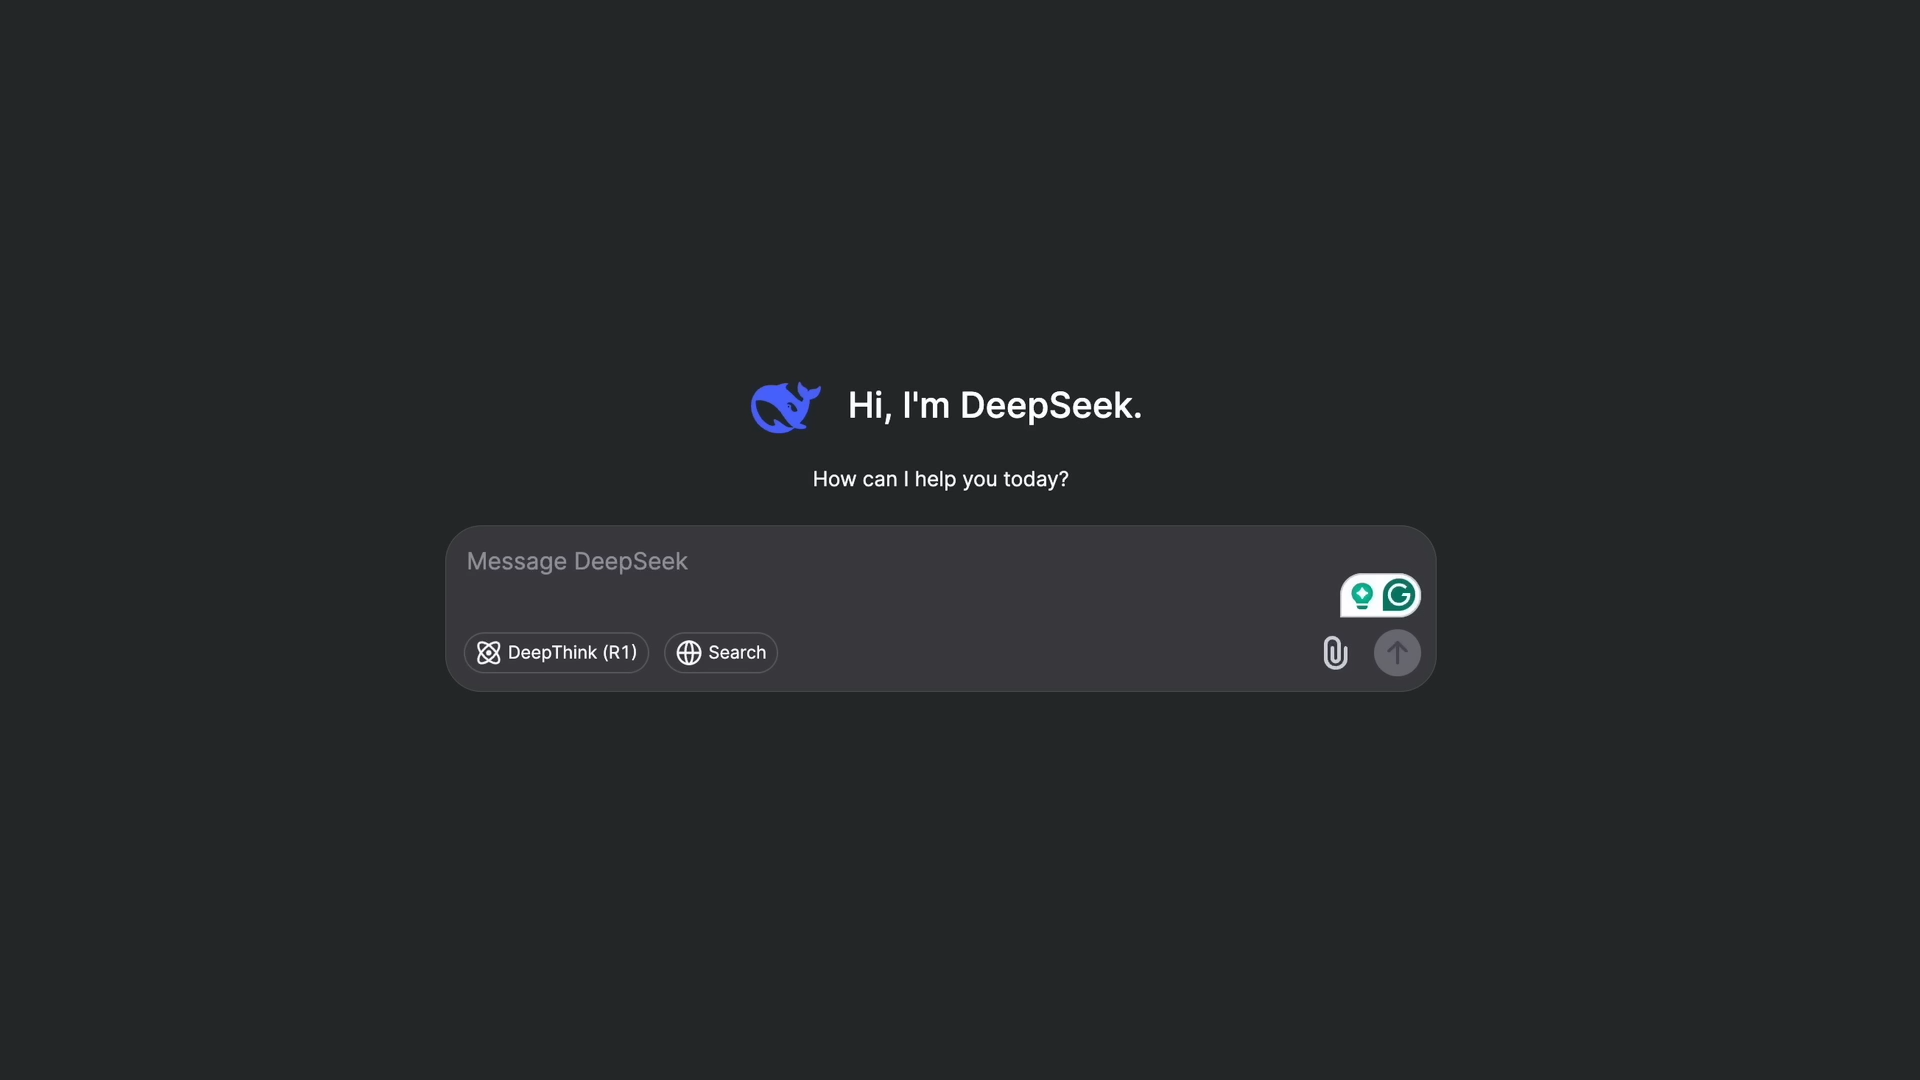 Hi, I'm DeepSeek.
How can I help you today?
Message DeepSeek
DeepThink (R1)
Search